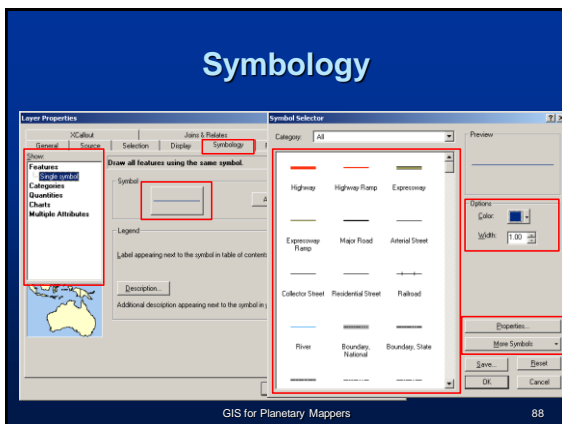 Symbology
Layer Properties
XCallout Joins & Relates
General Source Selection Display Symbology
Show:
Features
Single symbol
Categories
Quantities
Charts
Multiple Attributes
Draw all features using the same symbol.
Symbol
Legend
Label appearing next to the symbol in table of contents
Description...
Additional description appearing next to the symbol in
Symbol Selector
Category: All
Highway Highway Ramp Expressway
Expressway Ramp Major Road Arterial Street
Collector Street Residential Street Railroad
River Boundary, National Boundary, State
Preview
Options
Color:
Width: 1.00
Properties...
More Symbols
Save... Reset
OK Cancel
GIS for Planetary Mappers 88